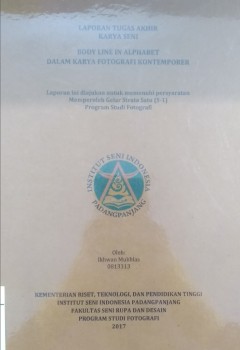 LAPORAN TUGAS AKHIR
KARYA SENI
BODY LINE IN ALPHABET
DALAM KARYA FOTOGRAFI KONTEMPORER
Laporan ini diajukan untuk memenuhi persyaratan
Memperoleh Gelar Strata Satu (S-1)
Program Studi Fotografi
INSTITUT SENI INDONESIA
PADANGPANJANG
Oleh:
Ikhwan Mukhlas
KEMENTERIAN RISET, TEKNOLOGI, DAN PENDIDIKAN TINGGI
INSTITUT SENI INDONESIA PADANGPANJANG
FAKULTAS SENI RUPA DAN DESAIN
PROGRAM STUDI FOTOGRAFI
2017